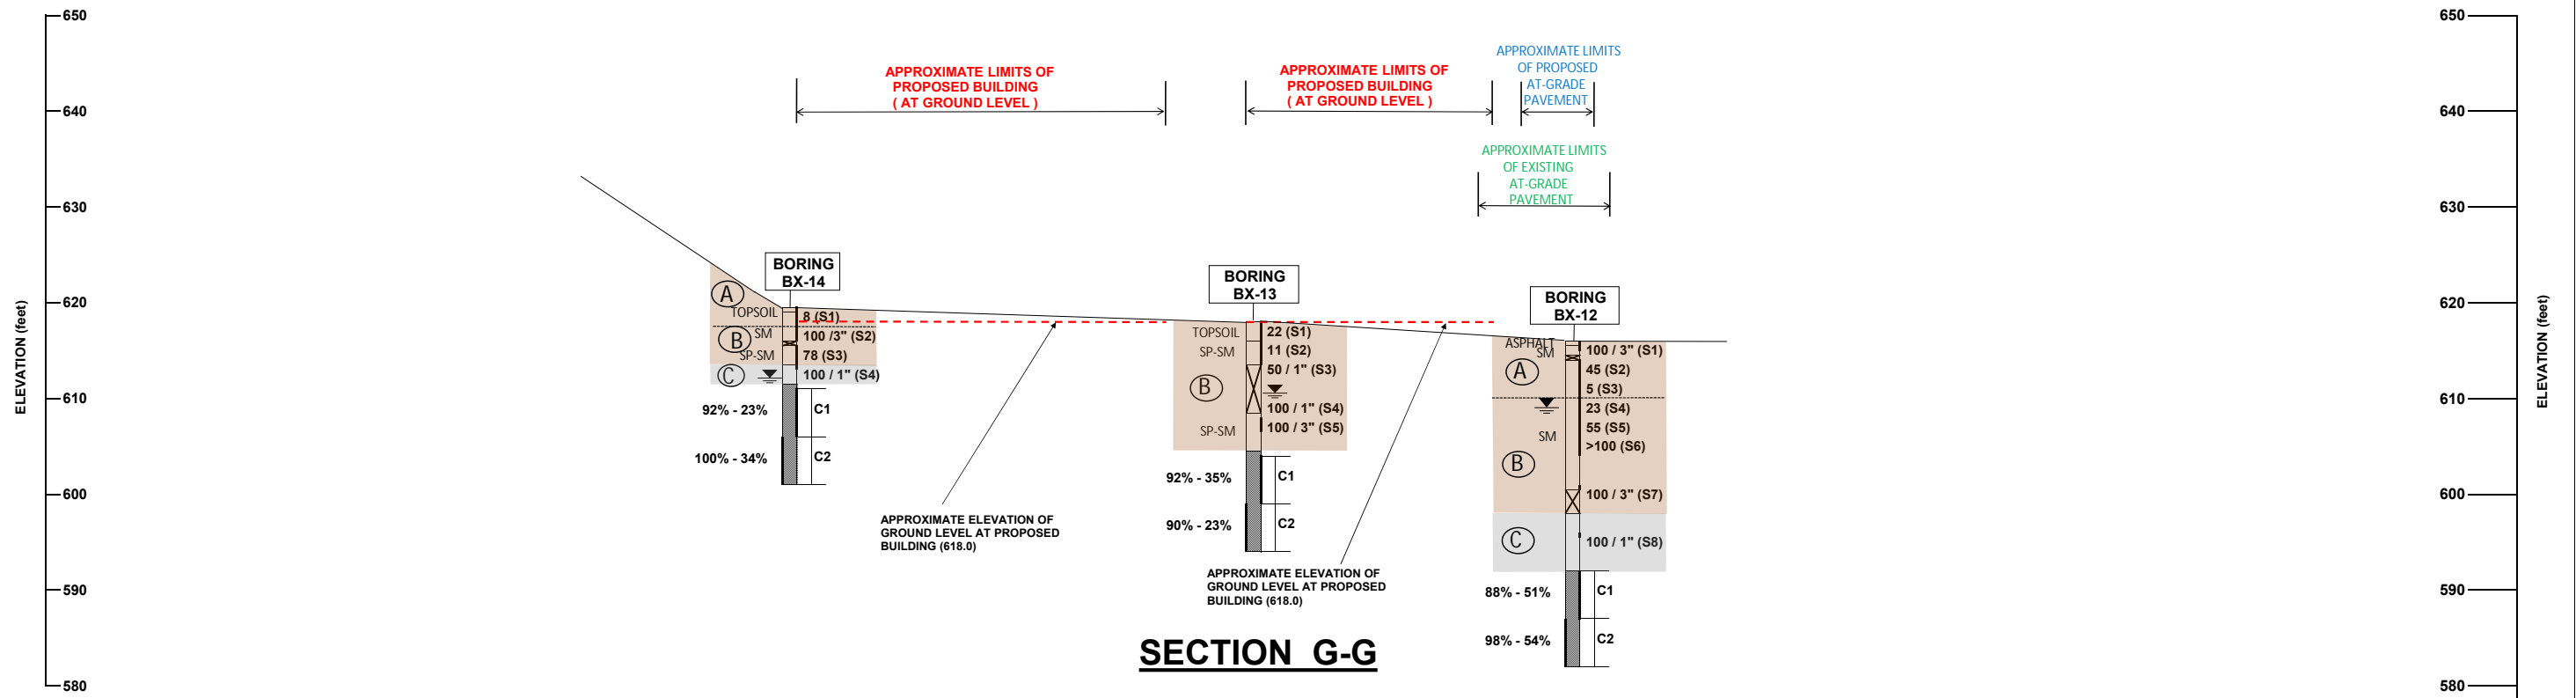 650
640
630
620
610
600
590
580
ELEVATION (feet)
APPROXIMATE LIMITS OF
PROPOSED BUILDING
( AT GROUND LEVEL )
APPROXIMATE LIMITS OF
PROPOSED BUILDING
( AT GROUND LEVEL )
APPROXIMATE LIMITS
OF PROPOSED
AT-GRADE
PAVEMENT
APPROXIMATE LIMITS
OF EXISTING
AT-GRADE
PAVEMENT
BORING
BX-14
A
TOPSOIL
8 (S1)
B
SM
100 /3" (S2)
SP-SM
78 (S3)
C
100 / 1" (S4)
92% - 23%
C1
100% - 34%
C2
APPROXIMATE ELEVATION OF
GROUND LEVEL AT PROPOSED
BUILDING (618.0)
BORING
BX-13
TOPSOIL
22 (S1)
SP-SM
11 (S2)
50 / 1" (S3)
B
100 / 1" (S4)
SP-SM
100 / 3" (S5)
92% - 35%
C1
90% - 23%
C2
APPROXIMATE ELEVATION OF
GROUND LEVEL AT PROPOSED
BUILDING (618.0)
BORING
BX-12
ASPHALT
SM
100 / 3" (S1)
A
45 (S2)
5 (S3)
23 (S4)
SM
55 (S5)
>100 (S6)
B
100 / 3" (S7)
C
100 / 1" (S8)
88% - 51%
C1
98% - 54%
C2
SECTION G-G
650
640
630
620
610
600
590
580
ELEVATION (feet)